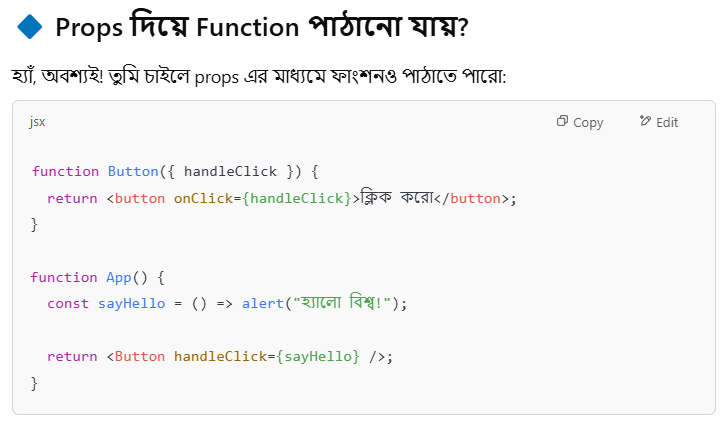 Props দিয়ে Function পাঠানো যায়?
হ্যাঁ, অবশ্যই! তুমি চাইলে props এর মাধ্যমে ফাংশনও পাঠাতে পারো:
jsx Copy Edit
function Button({ handleClick }) {
  return <button onClick={handleClick}>ক্লিক করো</button>;
}
function App() {
  const sayHello = () => alert("হ্যালো বিশ্ব!");
  return <Button handleClick={sayHello} />;
}